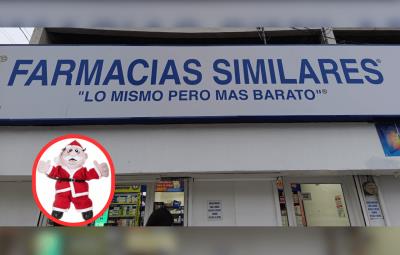 FARMACIAS SIMILARES®
"LO MISMO PERO MAS BARATO"®